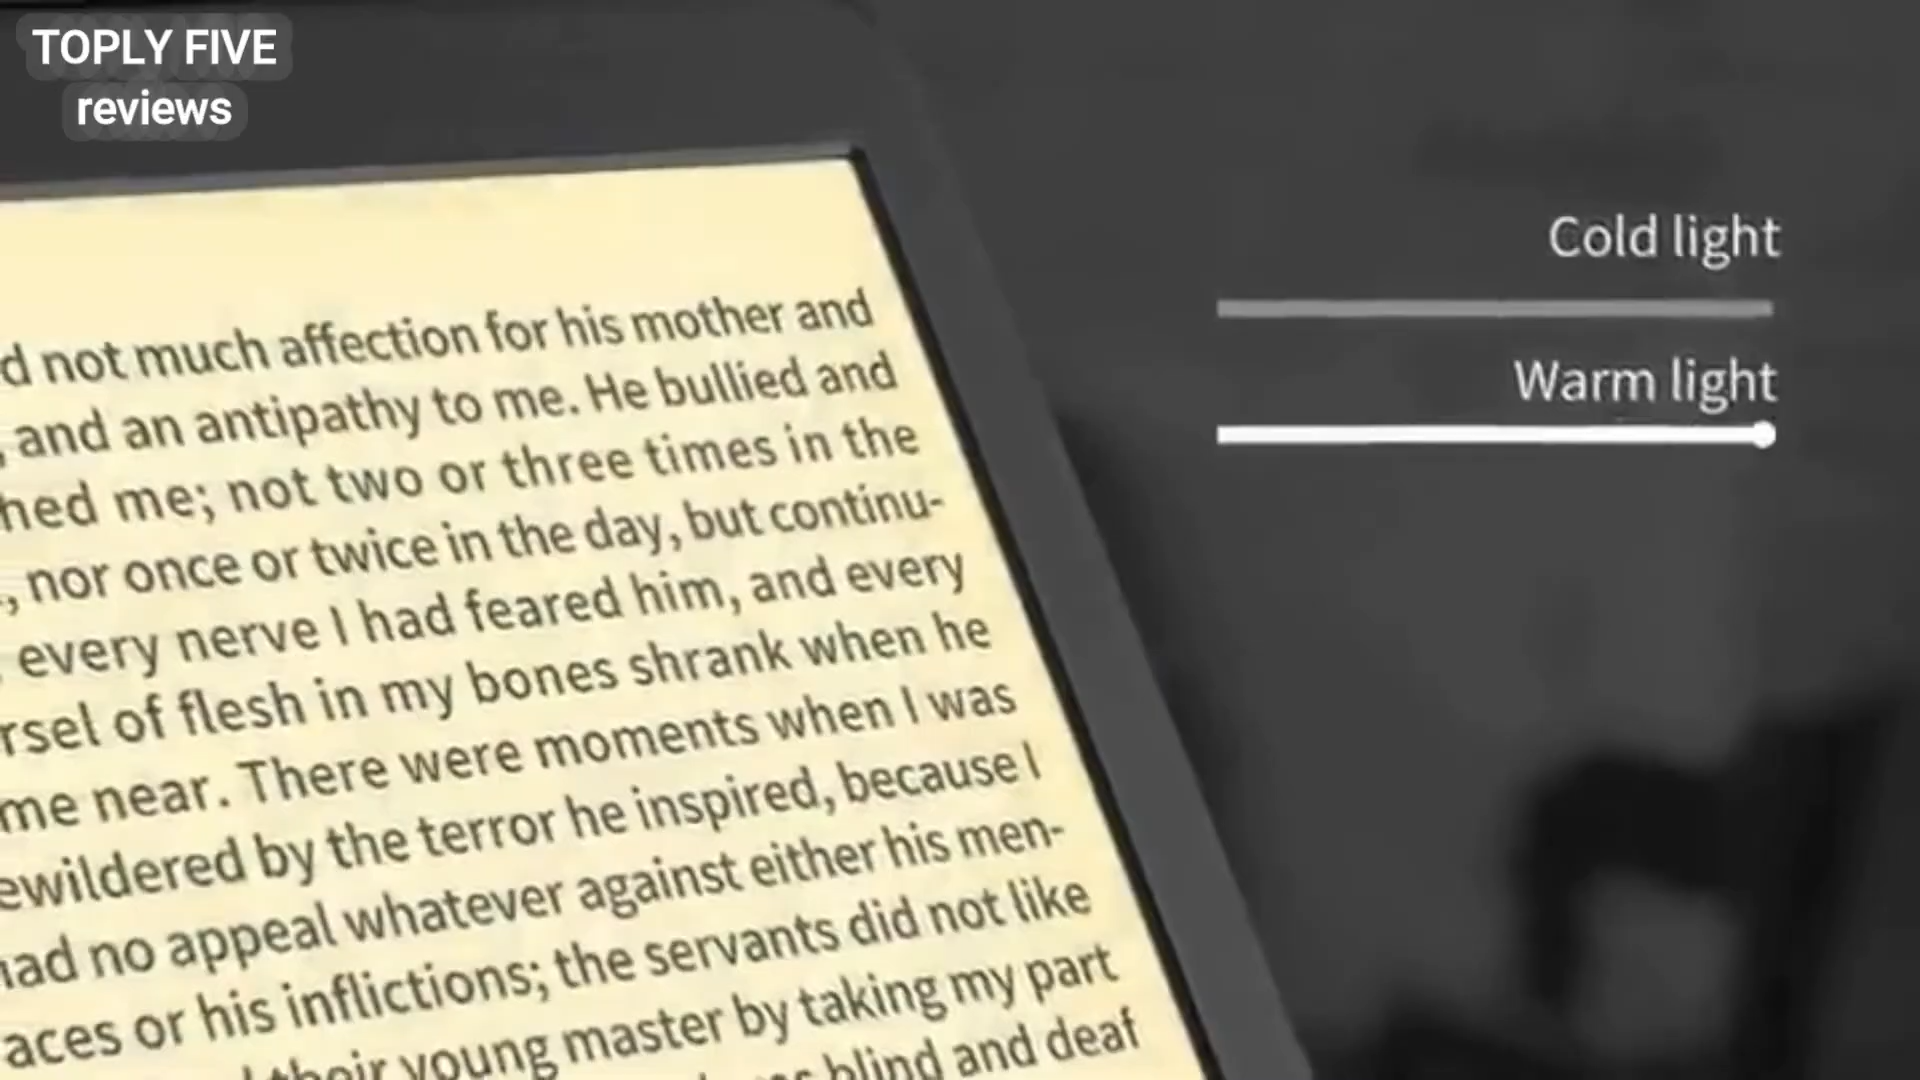 TOPLY FIVE
reviews
Cold light
Warm light
d not much affection for his mother and
, and an antipathy to me. He bullied and
hed me; not two or three times in the
, nor once or twice in the day, but continu-
every nerve I had feared him, and every
rsel of flesh in my bones shrank when he
me near. There were moments when I was
ewildered by the terror he inspired, because I
had no appeal whatever against either his men-
aces or his inflictions; the servants did not like
their young master by taking my part
blind and deaf